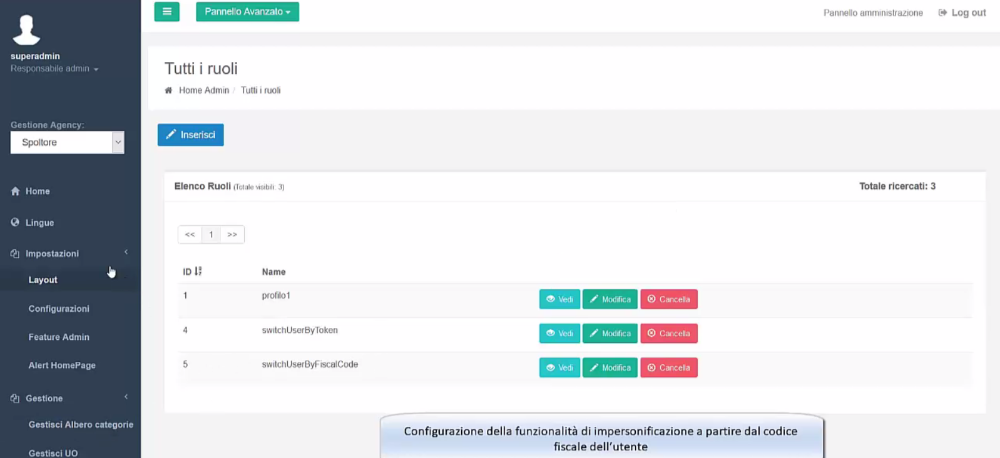 Pannello Avanzato
Pannello amministrazione
Log out
superadmin
Responsabile admin
Tutti i ruoli
Home Admin / Tutti i ruoli
Gestione Agency:
Spoltore
Inserisci
Home
Lingue
Impostazioni
Layout
Configurazioni
Feature Admin
Alert HomePage
Gestione
Gestisci Albero categorie
Gestisci UO
Elenco Ruoli (Totale visibili: 3)
Totale ricercati: 3
<< 1 >>
ID Name
1 profilo1 Vedi Modifica Cancella
4 switchUserByToken Vedi Modifica Cancella
5 switchUserByFiscalCode Vedi Modifica Cancella
Configurazione della funzionalità di impersonificazione a partire dal codice
fiscale dell'utente